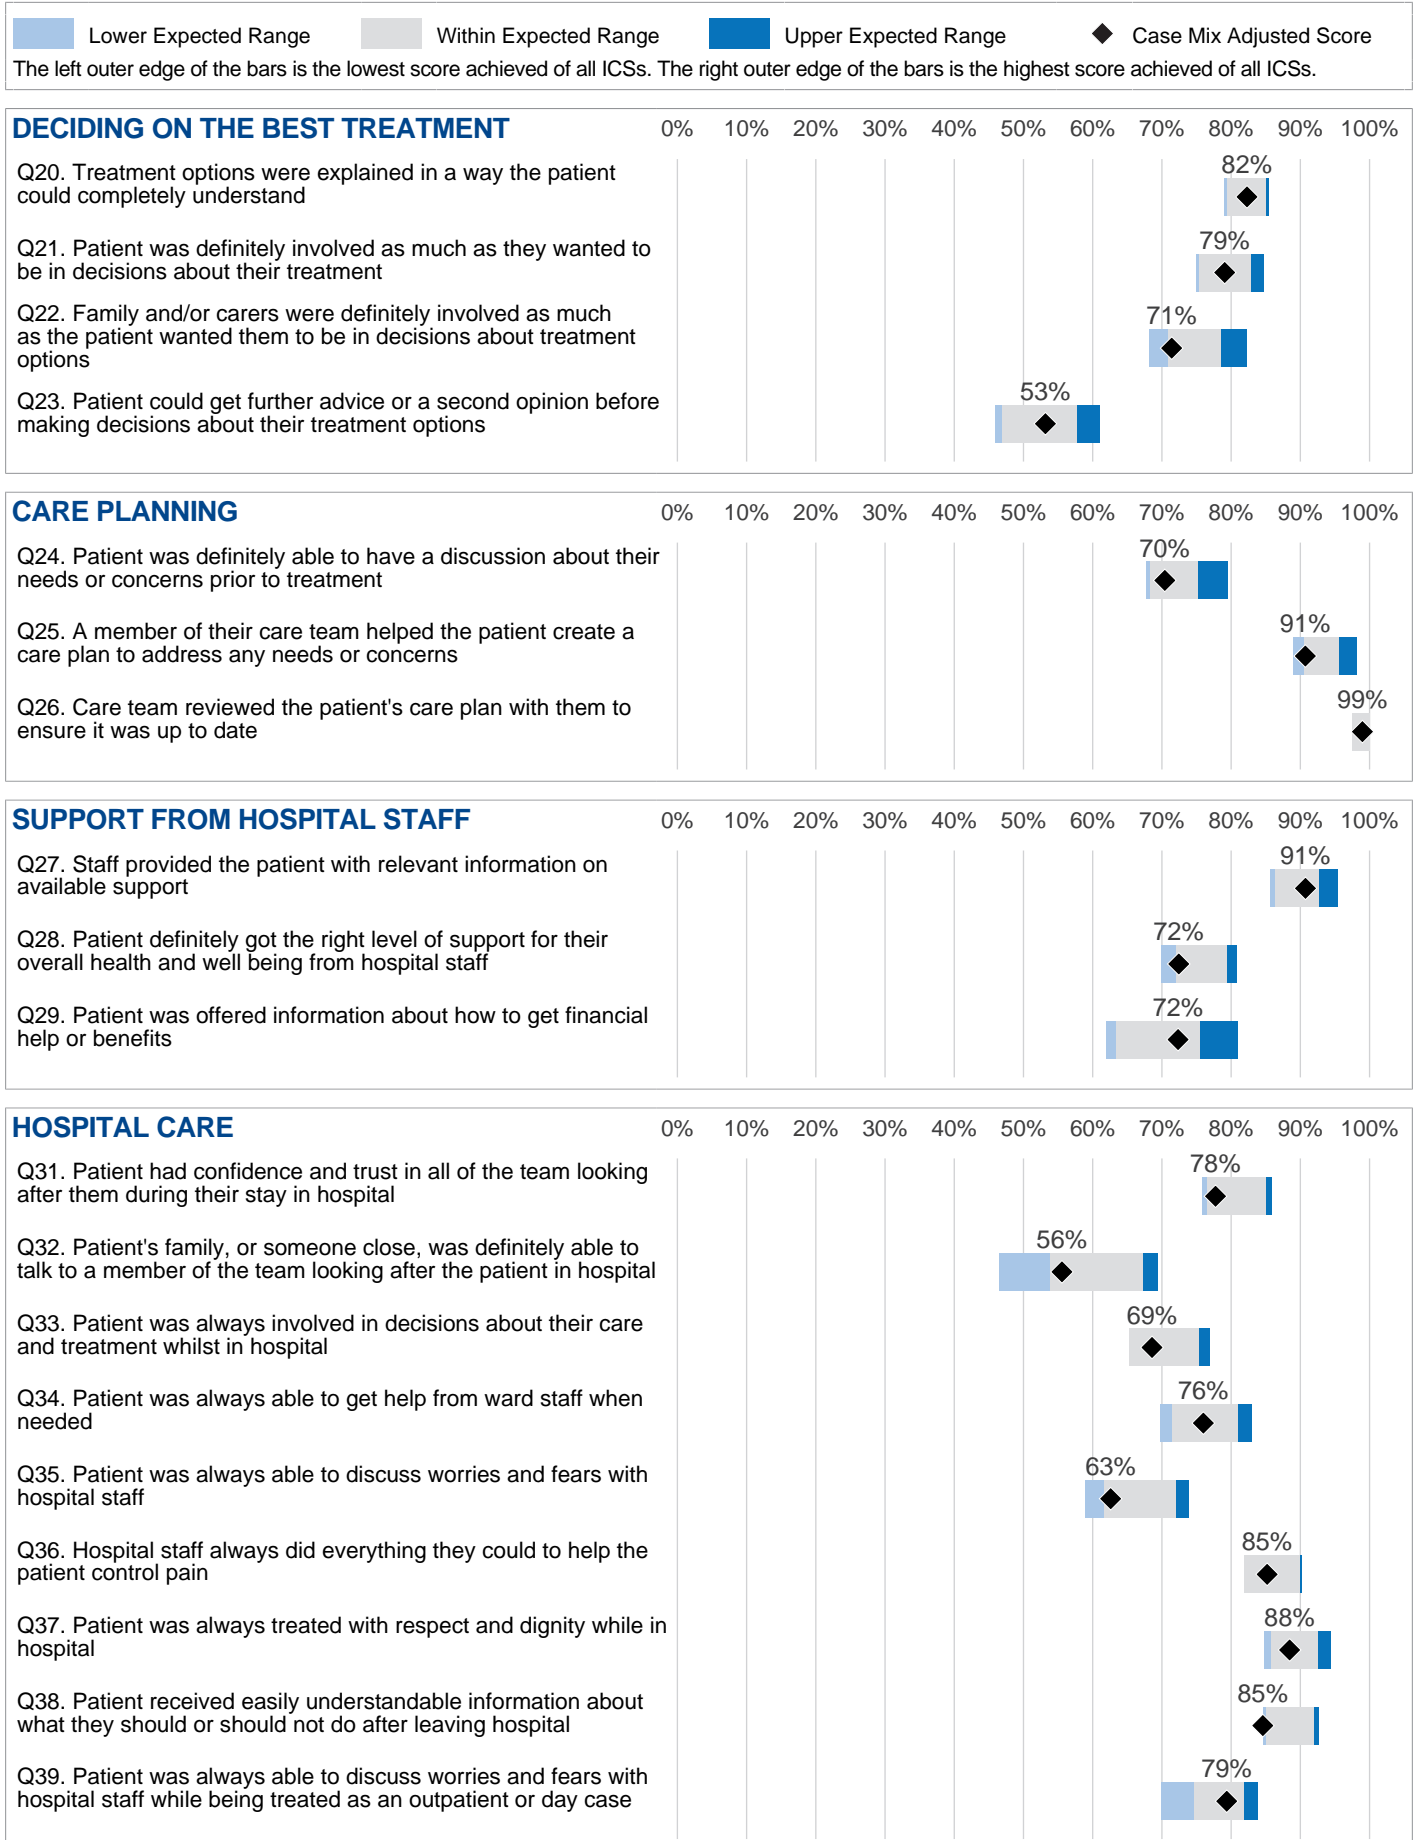 Lower Expected Range Within Expected Range Upper Expected Range Case Mix Adjusted Score
The left outer edge of the bars is the lowest score achieved of all ICSs. The right outer edge of the bars is the highest score achieved of all ICSs.
DECIDING ON THE BEST TREATMENT 0% 10% 20% 30% 40% 50% 60% 70% 80% 90% 100%
Q20. Treatment options were explained in a way the patient
could completely understand
82%
Q21. Patient was definitely involved as much as they wanted to
be in decisions about their treatment
79%
Q22. Family and/or carers were definitely involved as much
as the patient wanted them to be in decisions about treatment
options
71%
Q23. Patient could get further advice or a second opinion before
making decisions about their treatment options
53%
CARE PLANNING 0% 10% 20% 30% 40% 50% 60% 70% 80% 90% 100%
Q24. Patient was definitely able to have a discussion about their
needs or concerns prior to treatment
70%
Q25. A member of their care team helped the patient create a
care plan to address any needs or concerns
91%
Q26. Care team reviewed the patient's care plan with them to
ensure it was up to date
99%
SUPPORT FROM HOSPITAL STAFF 0% 10% 20% 30% 40% 50% 60% 70% 80% 90% 100%
Q27. Staff provided the patient with relevant information on
available support
91%
Q28. Patient definitely got the right level of support for their
overall health and well being from hospital staff
72%
Q29. Patient was offered information about how to get financial
help or benefits
72%
HOSPITAL CARE 0% 10% 20% 30% 40% 50% 60% 70% 80% 90% 100%
Q31. Patient had confidence and trust in all of the team looking
after them during their stay in hospital
78%
Q32. Patient's family, or someone close, was definitely able to
talk to a member of the team looking after the patient in hospital
56%
Q33. Patient was always involved in decisions about their care
and treatment whilst in hospital
69%
Q34. Patient was always able to get help from ward staff when
needed
76%
Q35. Patient was always able to discuss worries and fears with
hospital staff
63%
Q36. Hospital staff always did everything they could to help the
patient control pain
85%
Q37. Patient was always treated with respect and dignity while in
hospital
88%
Q38. Patient received easily understandable information about
what they should or should not do after leaving hospital
85%
Q39. Patient was always able to discuss worries and fears with
hospital staff while being treated as an outpatient or day case
79%